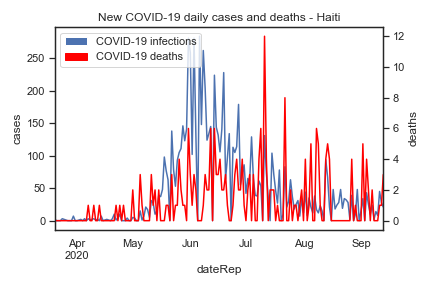 New COVID-19 daily cases and deaths - Haiti
COVID-19 infections
COVID-19 deaths
250
200
150
100
50
0
cases
12
10
8
6
4
2
0
deaths
Apr May Jun Jul Aug Sep
2020
dateRep